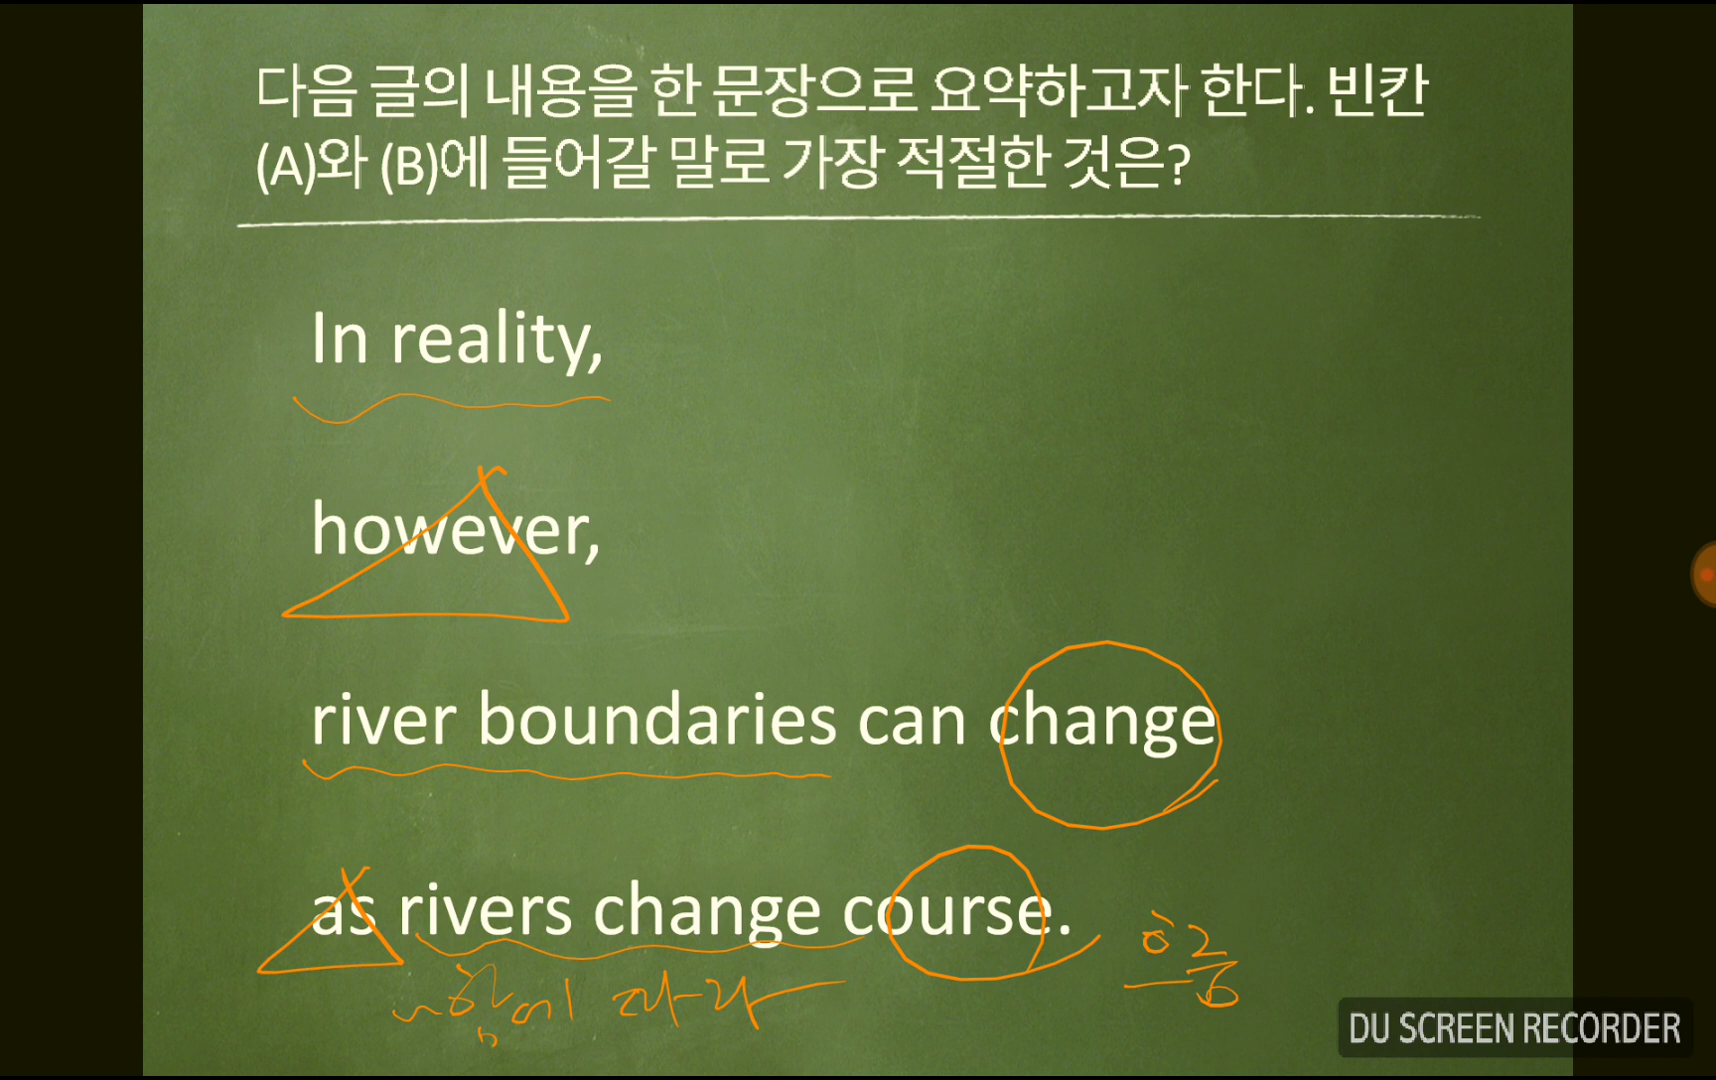 다음 글의 내용을 한 문장으로 요약하고자 한다. 빈칸
(A)와 (B)에 들어갈 말로 가장 적절한 것은?
In reality,
however,
river boundaries can change
as rivers change course.
~함에 따라
흐름
DU SCREEN RECORDER